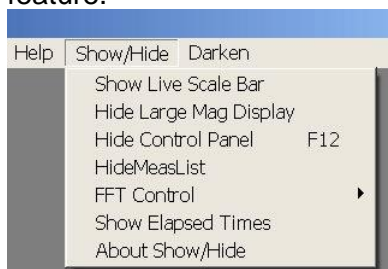 feature.
Help Show/Hide Darken
Show Live Scale Bar
Hide Large Mag Display
Hide Control Panel F12
HideMeasList
FFT Control
Show Elapsed Times
About Show/Hide